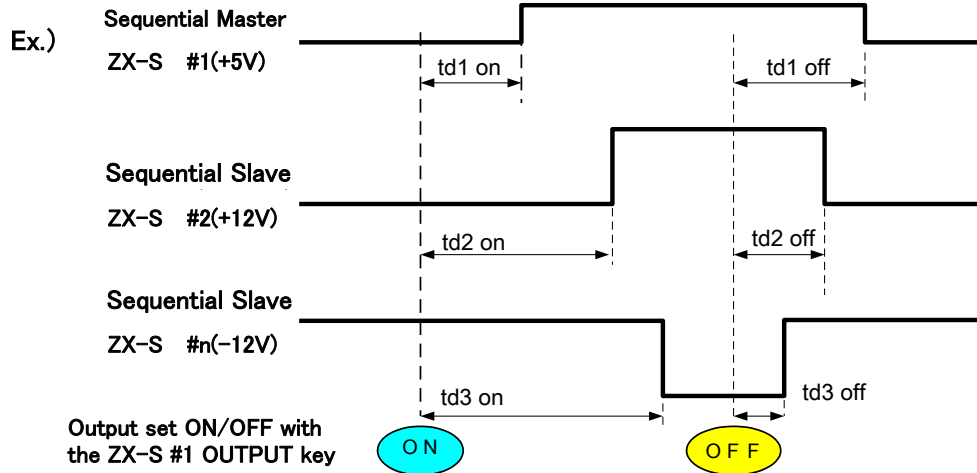 Ex.)
Sequential Master
ZX-S #1(+5V)
td1 on
td1 off
Sequential Slave
ZX-S #2(+12V)
td2 on
td2 off
Sequential Slave
ZX-S #n(-12V)
td3 on
td3 off
Output set ON/OFF with
the ZX-S #1 OUTPUT key
ON
OFF